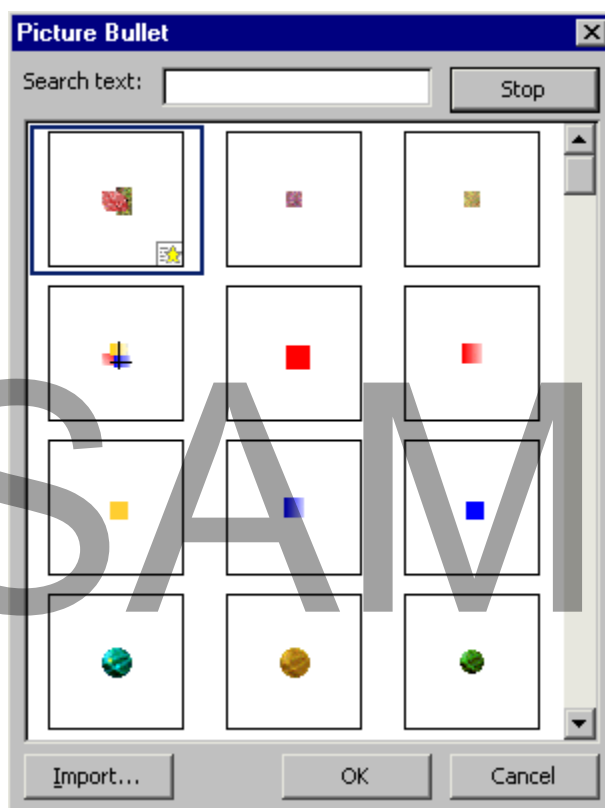 Picture Bullet
Search text:
Stop
SAM
Import...
OK
Cancel